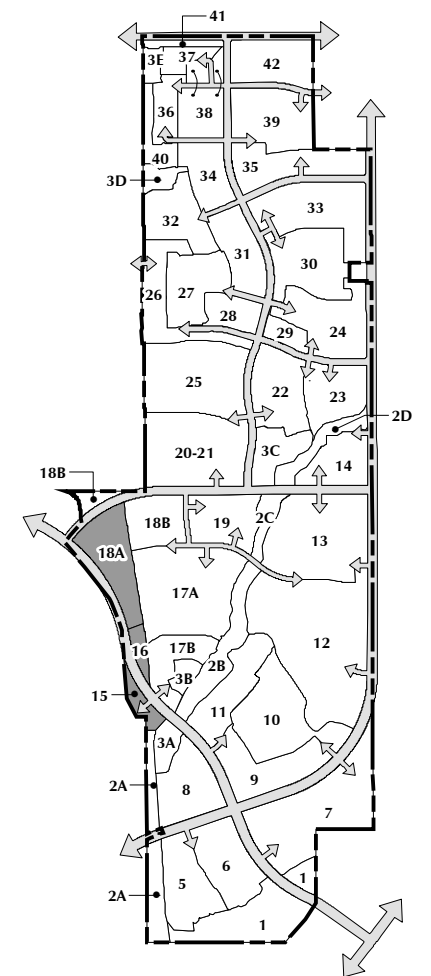 41
3E 37 42
36 38 39
40 34 35
3D
33
32
31 30
26 27
28
29 24
25 22 23
2D
20-21 3C
18B 14
18B 19 2C
18A 13
17A
12
16 17B
2B
3B
15 11 10
3A
9
2A 8
7
6
5 1
2A
1